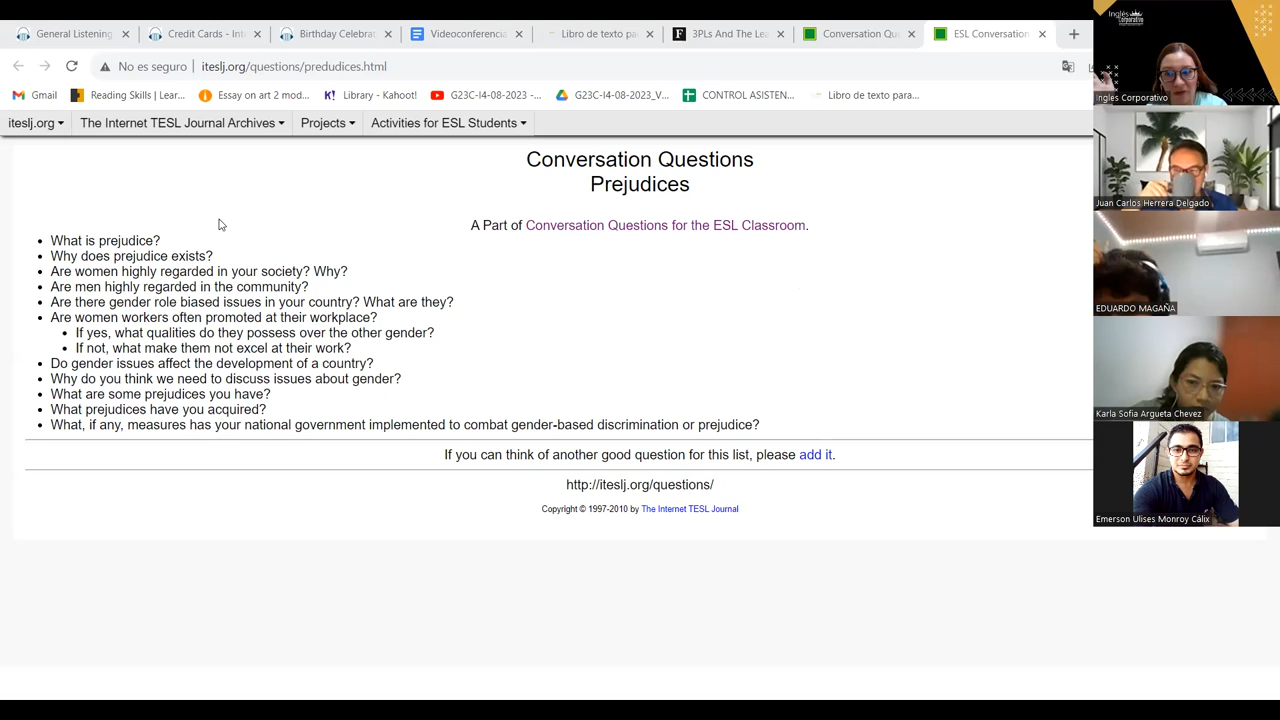 General Listening
Credit Cards - Int
Birthday Celebrat
Videoconferencia
Libro de texto pa
3PLs And The Lea
Conversation Qu
ESL Conversation
No es seguro
iteslj.org/questions/predudices.html
Gmail
Reading Skills | Lear...
Essay on art 2 mod...
Library - Kano...
G23C-I4-08-2023 -...
G23C-I4-08-2023_V...
CONTROL ASISTEN...
Libro de texto para...
iteslj.org
The Internet TESL Journal Archives
Projects
Activities for ESL Students
Conversation Questions
Prejudices
A Part of Conversation Questions for the ESL Classroom.
• What is prejudice?
• Why does prejudice exists?
• Are women highly regarded in your society? Why?
• Are men highly regarded in the community?
• Are there gender role biased issues in your country? What are they?
• Are women workers often promoted at their workplace?
• If yes, what qualities do they possess over the other gender?
• If not, what make them not excel at their work?
• Do gender issues affect the development of a country?
• Why do you think we need to discuss issues about gender?
• What are some prejudices you have?
• What prejudices have you acquired?
• What, if any, measures has your national government implemented to combat gender-based discrimination or prejudice?
If you can think of another good question for this list, please add it.
http://iteslj.org/questions/
Copyright © 1997-2010 by The Internet TESL Journal
Inglés
Corporativo
Ingles Corporativo
Juan Carlos Herrera Delgado
EDUARDO MAGAÑA
Karla Sofia Argueta Chevez
Emerson Ulises Monroy Cálix